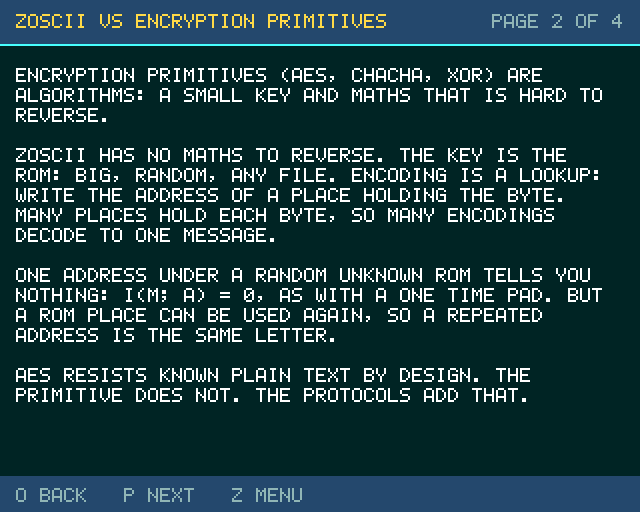 ZOSCII VS ENCRYPTION PRIMITIVES PAGE 2 OF 4
ENCRYPTION PRIMITIVES (AES, CHACHA, XOR) ARE
ALGORITHMS: A SMALL KEY AND MATHS THAT IS HARD TO
REVERSE.
ZOSCII HAS NO MATHS TO REVERSE. THE KEY IS THE
ROM: BIG, RANDOM, ANY FILE. ENCODING IS A LOOKUP:
WRITE THE ADDRESS OF A PLACE HOLDING THE BYTE.
MANY PLACES HOLD EACH BYTE, SO MANY ENCODINGS
DECODE TO ONE MESSAGE.
ONE ADDRESS UNDER A RANDOM UNKNOWN ROM TELLS YOU
NOTHING: I(M; A) = 0, AS WITH A ONE TIME PAD. BUT
A ROM PLACE CAN BE USED AGAIN, SO A REPEATED
ADDRESS IS THE SAME LETTER.
AES RESISTS KNOWN PLAIN TEXT BY DESIGN. THE
PRIMITIVE DOES NOT. THE PROTOCOLS ADD THAT.
O BACK P NEXT Z MENU